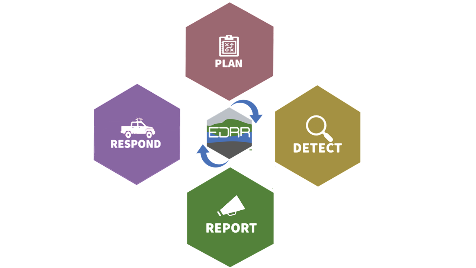 PLAN
RESPOND
EDRR
DETECT
REPORT